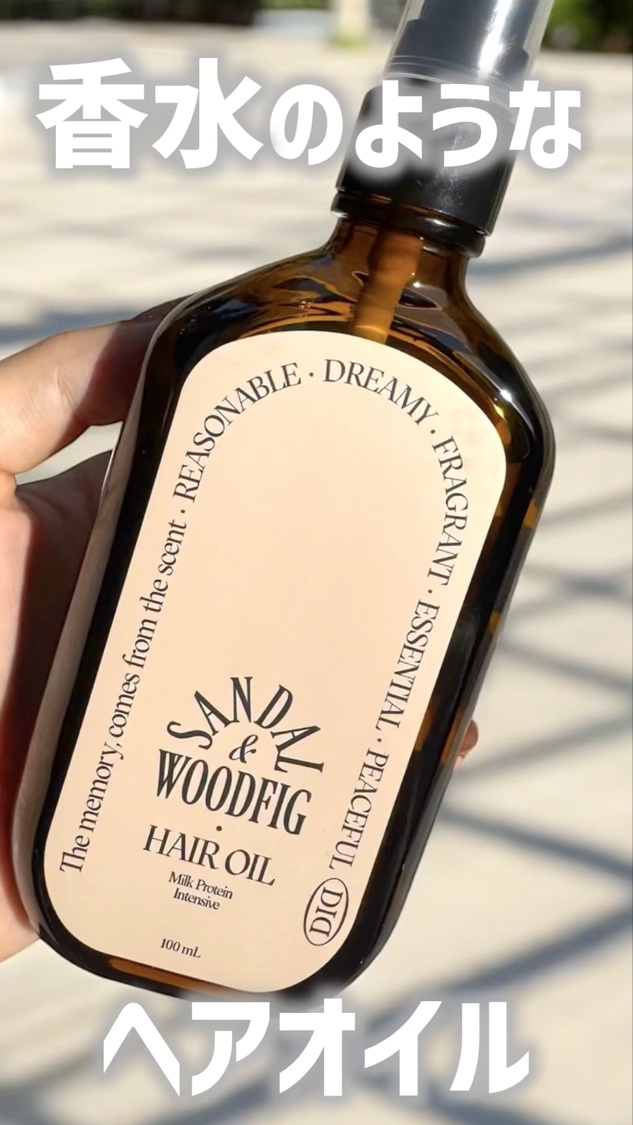 香水のような
The memory, comes from the scent · REASONABLE · DREAMY · FRAGRANT · ESSENTIAL · PEACEFUL
DID
SANDAL
&
WOODFIG
·
HAIR OIL
Milk Protein
Intensive
100 mL
ヘアオイル